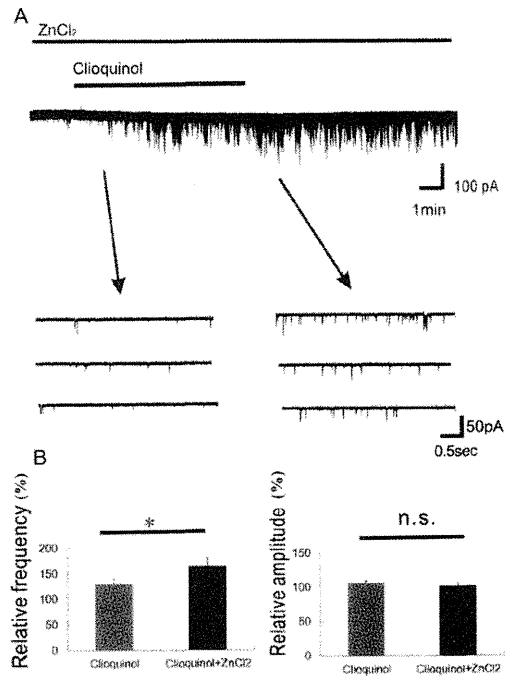 A
ZnCl₂
Clioquinol
100 pA
1min
50pA
0.5sec
B
Relative frequency (%)
200
150
100
50
0
*
Clioquinol
Clioquinol+ZnCl2
Relative amplitude (%)
150
100
50
0
n.s.
Clioquinol
Clioquinol+ZnCl2